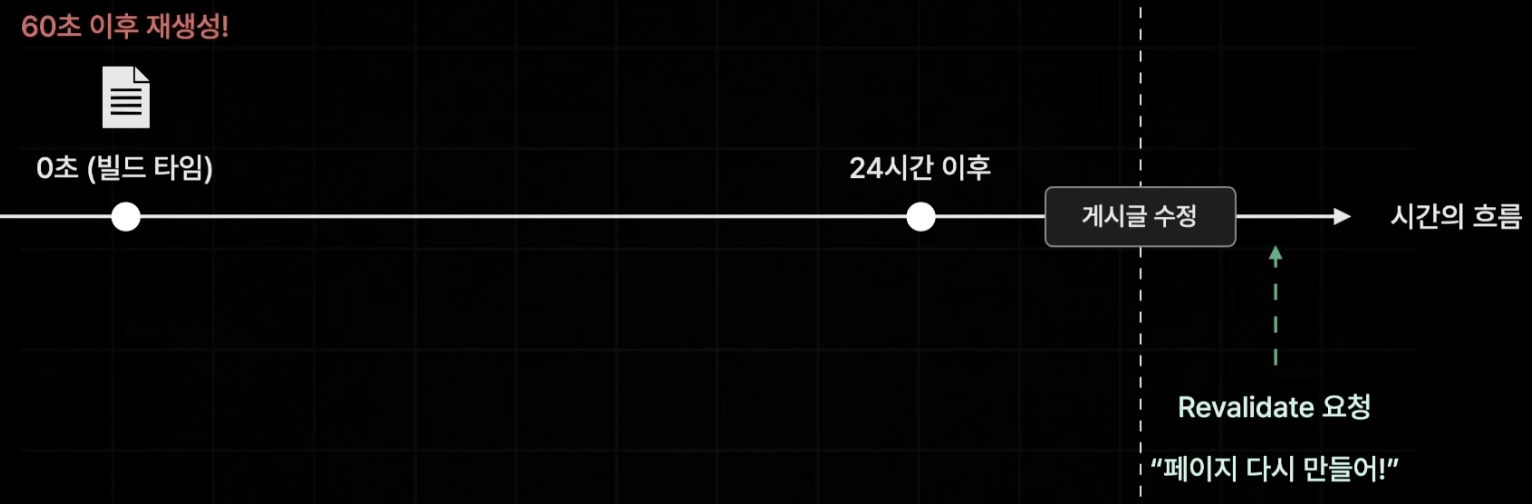 60초 이후 재생성!
0초 (빌드 타임)
24시간 이후
게시글 수정
시간의 흐름
Revalidate 요청
“페이지 다시 만들어!”